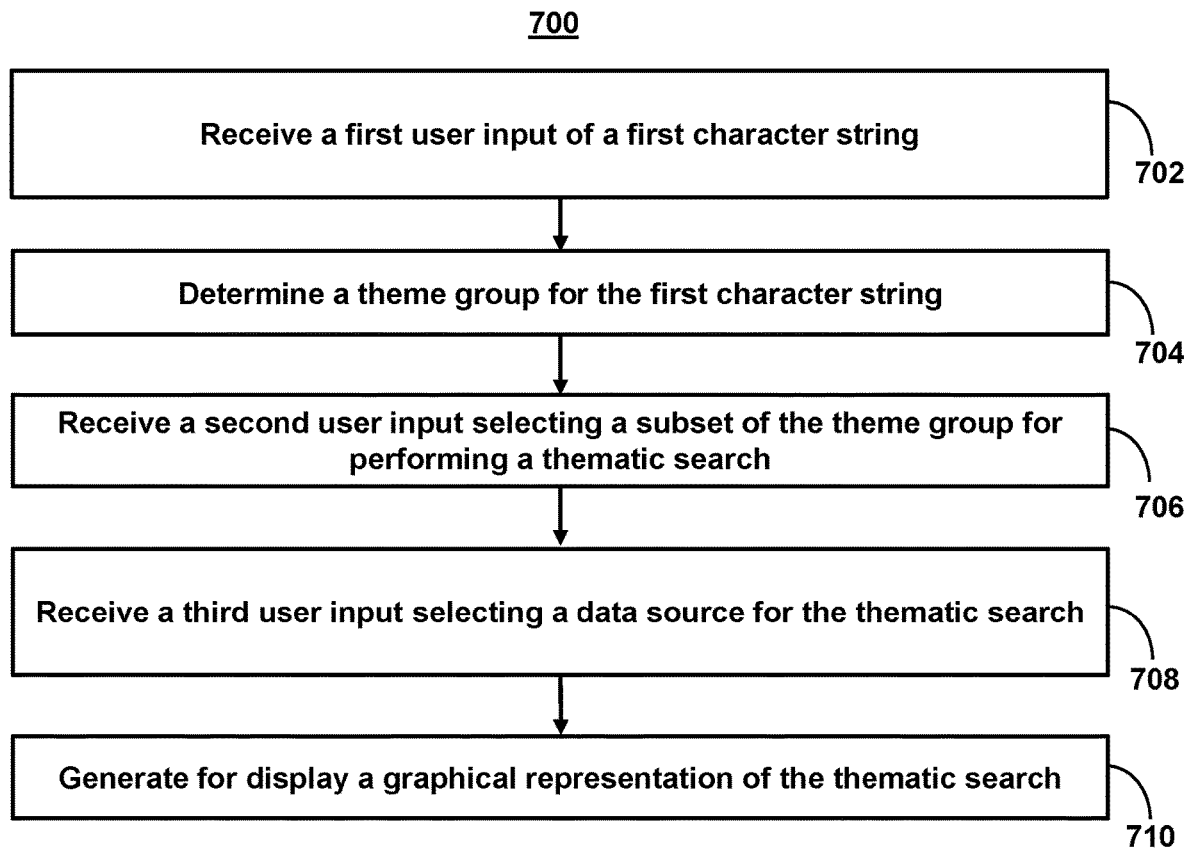 700
Receive a first user input of a first character string
702
Determine a theme group for the first character string
704
Receive a second user input selecting a subset of the theme group for
performing a thematic search
706
Receive a third user input selecting a data source for the thematic search
708
Generate for display a graphical representation of the thematic search
710